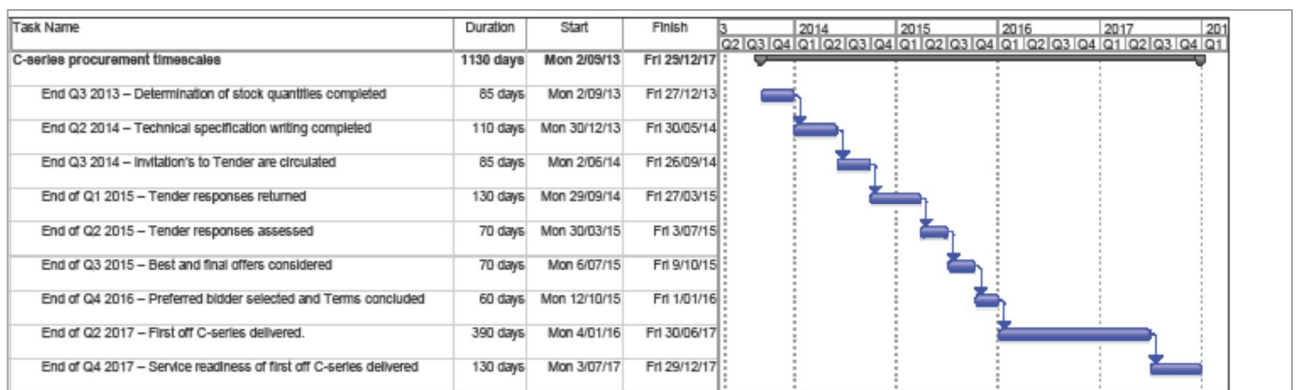 Task Name Duration Start Finish 3 2014 2015 2016 2017 201
Q2 Q3 Q4 Q1 Q2 Q3 Q4 Q1 Q2 Q3 Q4 Q1 Q2 Q3 Q4 Q1 Q2 Q3 Q4 Q1
C-series procurement timescales 1130 days Mon 2/09/13 Fri 29/12/17
End Q3 2013 – Determination of stock quantities completed 85 days Mon 2/09/13 Fri 27/12/13
End Q2 2014 – Technical specification writing completed 110 days Mon 30/12/13 Fri 30/05/14
End Q3 2014 – Invitation's to Tender are circulated 85 days Mon 2/06/14 Fri 26/09/14
End of Q1 2015 – Tender responses returned 130 days Mon 29/09/14 Fri 27/03/15
End of Q2 2015 – Tender responses assessed 70 days Mon 30/03/15 Fri 3/07/15
End of Q3 2015 – Best and final offers considered 70 days Mon 6/07/15 Fri 9/10/15
End of Q4 2016 – Preferred bidder selected and Terms concluded 60 days Mon 12/10/15 Fri 1/01/16
End of Q2 2017 – First off C-series delivered. 390 days Mon 4/01/16 Fri 30/06/17
End of Q4 2017 – Service readiness of first off C-series delivered 130 days Mon 3/07/17 Fri 29/12/17